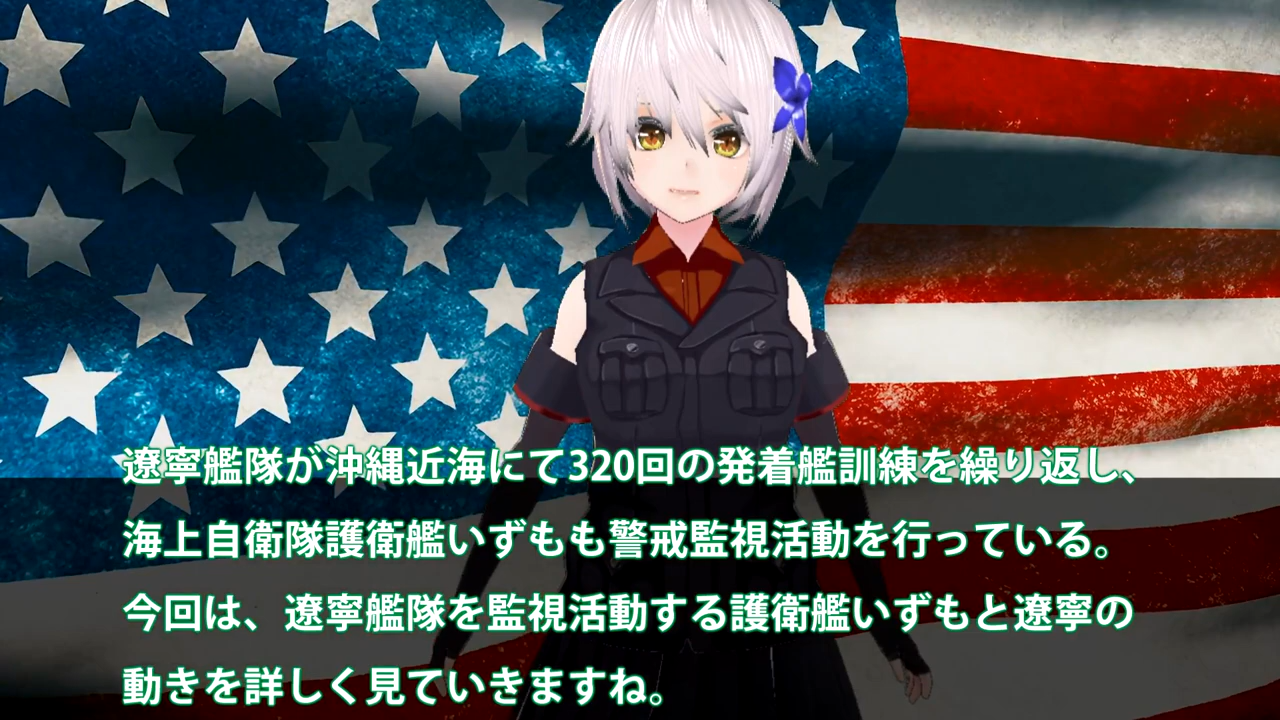 遼寧艦隊が沖縄近海にて320回の発着艦訓練を繰り返し、
海上自衛隊護衛艦いずもも警戒監視活動を行っている。
今回は、遼寧艦隊を監視活動する護衛艦いずもと遼寧の
動きを詳しく見ていきますね。